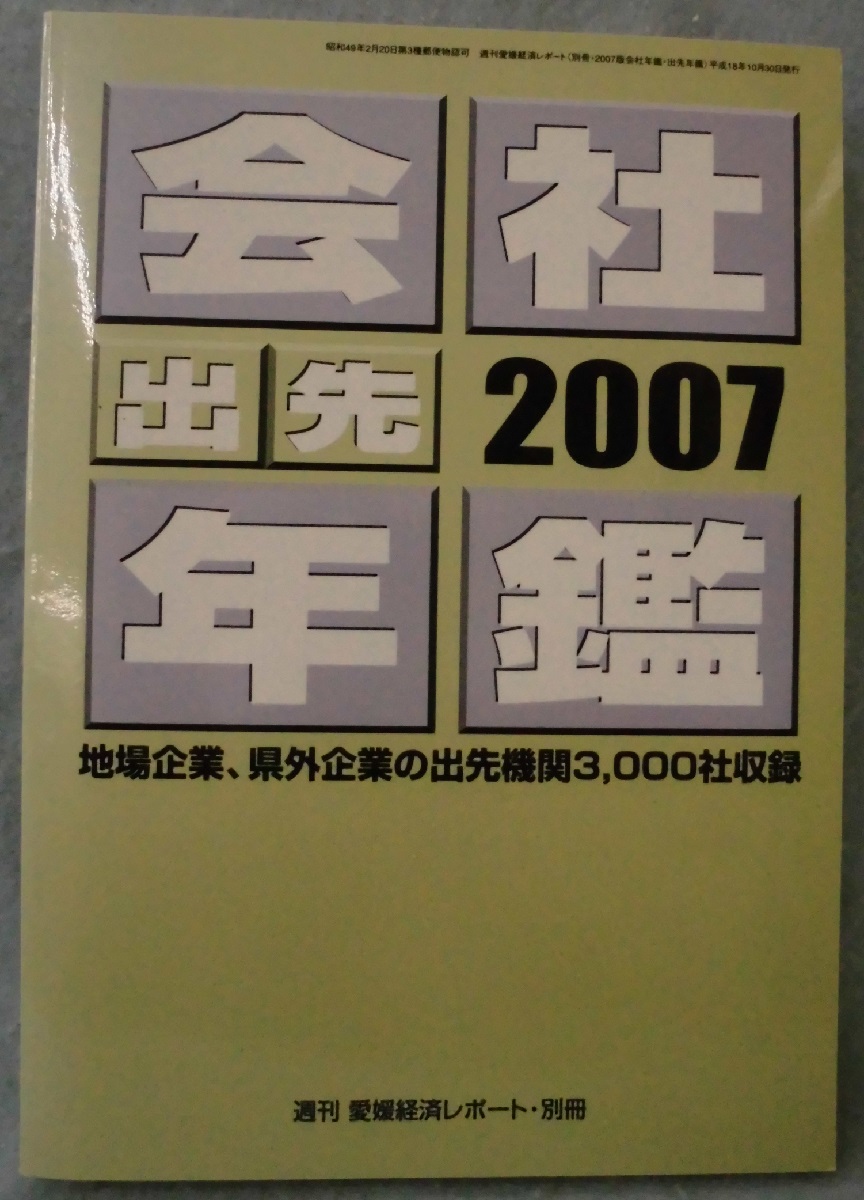 昭和49年2月20日第3種郵便物認可 週刊愛媛経済レポート(別冊・2007版会社年鑑・出先年鑑)平成18年10月30日発行
会社
出先 2007
年鑑
地場企業、県外企業の出先機関3,000社収録
週刊 愛媛経済レポート・別冊